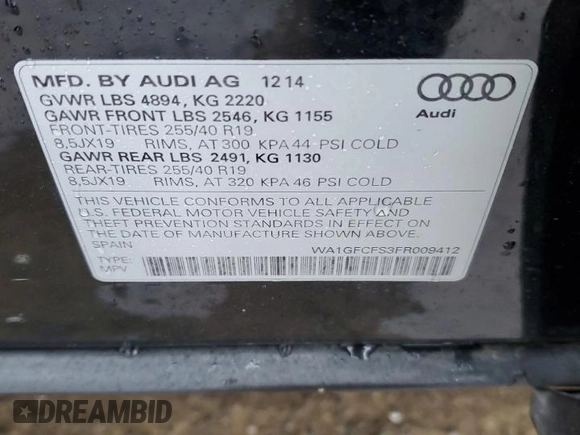 MFD. BY AUDI AG 12 14
GVWR LBS 4894, KG 2220
GAWR FRONT LBS 2546, KG 1155
FRONT-TIRES 255/40 R19
8,5JX19 RIMS, AT 300 KPA 44 PSI COLD
GAWR REAR LBS 2491, KG 1130
REAR-TIRES 255/40 R19
8,5JX19 RIMS, AT 320 KPA 46 PSI COLD
Audi
THIS VEHICLE CONFORMS TO ALL APPLICABLE
U.S. FEDERAL MOTOR VEHICLE SAFETY AND
THEFT PREVENTION STANDARDS IN EFFECT ON
THE DATE OF MANUFACTURE SHOWN ABOVE.
SPAIN WA1GFCFS3FR009412
TYPE:
MPV
DREAMBID